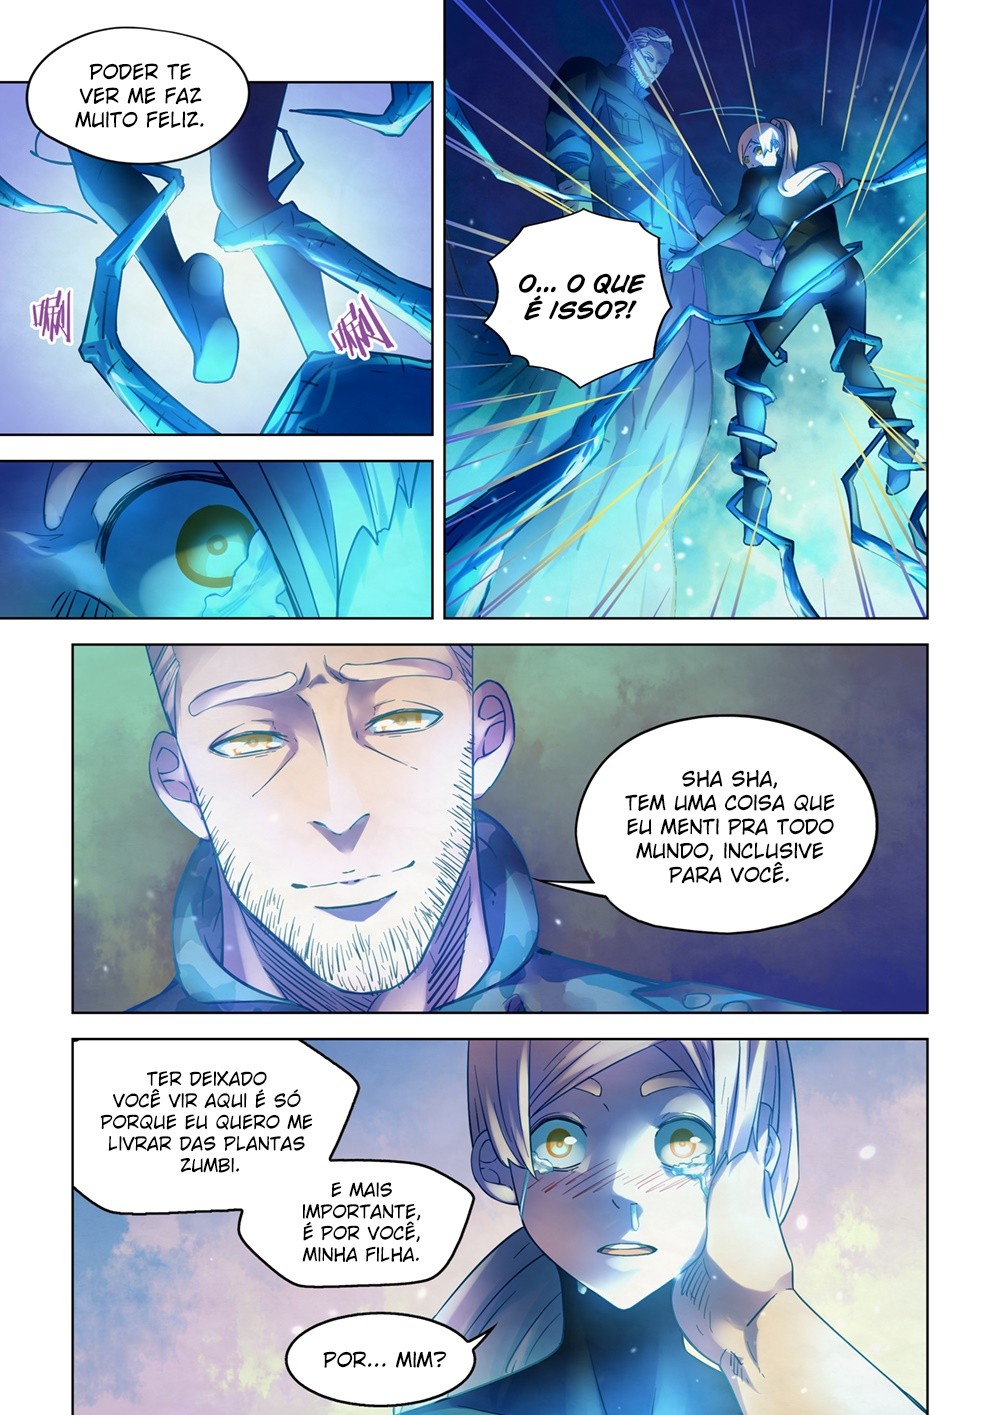 PODER TE
VER ME FAZ
MUITO FELIZ.
O... O QUE
É ISSO?!
SHA SHA,
TEM UMA COISA QUE
EU MENTI PRA TODO
MUNDO, INCLUSIVE
PARA VOCÊ.
TER DEIXADO
VOCÊ VIR AQUI É SÓ
PORQUE EU QUERO ME
LIVRAR DAS PLANTAS
ZUMBI.
E MAIS
IMPORTANTE,
É POR VOCÊ,
MINHA FILHA.
POR... MIM?